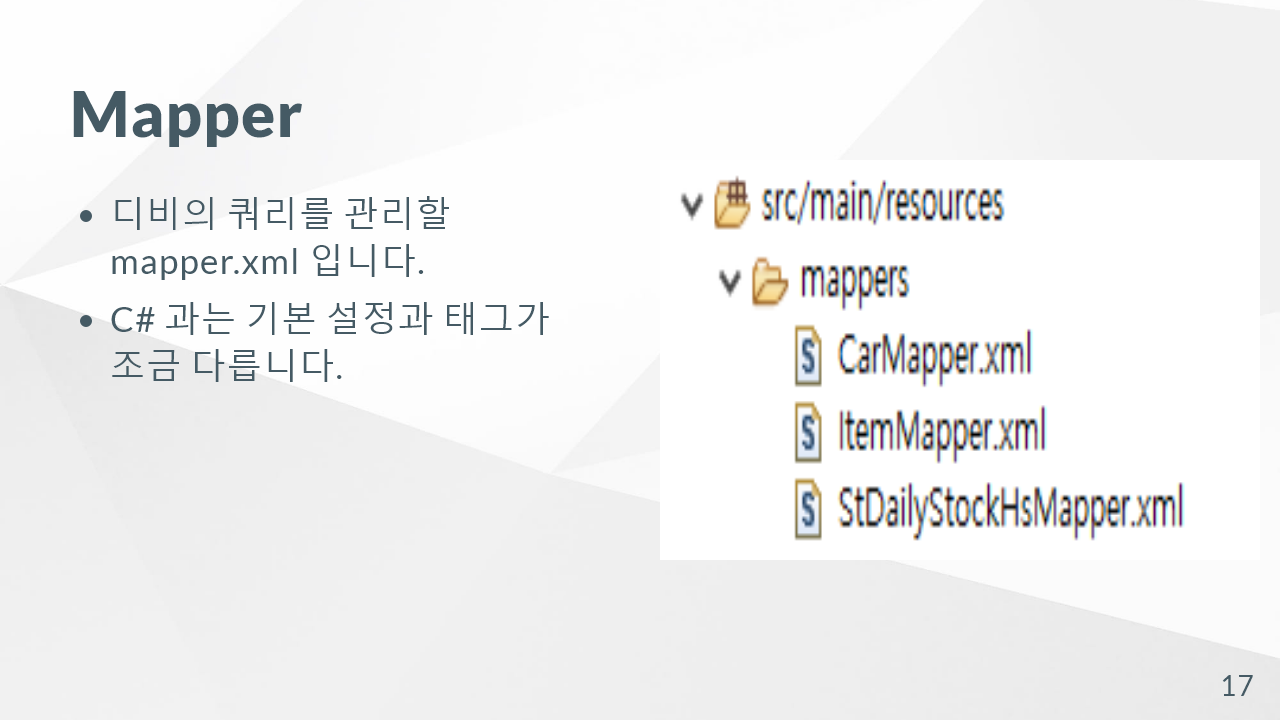 Mapper
디비의 쿼리를 관리할
mapper.xml 입니다.
C# 과는 기본 설정과 태그가
조금 다릅니다.
src/main/resources
mappers
CarMapper.xml
ItemMapper.xml
StDailyStockHsMapper.xml
17